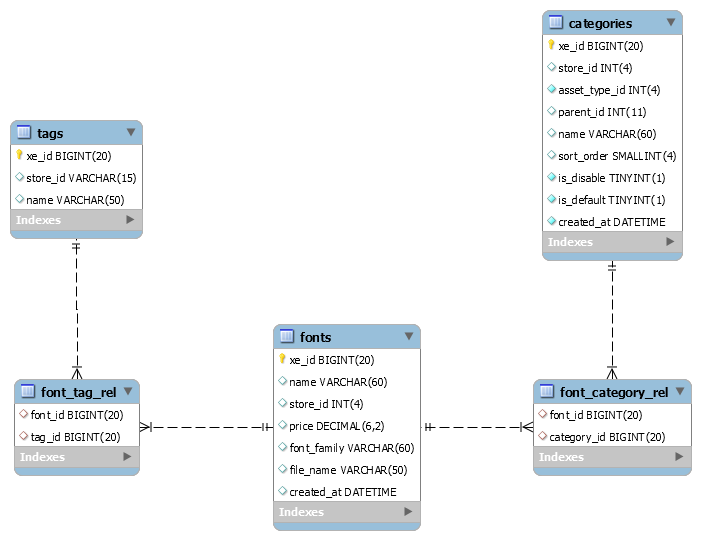 categories
xe_id BIGINT(20)
store_id INT(4)
asset_type_id INT(4)
parent_id INT(11)
name VARCHAR(60)
sort_order SMALLINT(4)
is_disable TINYINT(1)
is_default TINYINT(1)
created_at DATETIME
Indexes
tags
xe_id BIGINT(20)
store_id VARCHAR(15)
name VARCHAR(50)
Indexes
fonts
xe_id BIGINT(20)
name VARCHAR(60)
store_id INT(4)
price DECIMAL(6,2)
font_family VARCHAR(60)
file_name VARCHAR(50)
created_at DATETIME
Indexes
font_tag_rel
font_id BIGINT(20)
tag_id BIGINT(20)
Indexes
font_category_rel
font_id BIGINT(20)
category_id BIGINT(20)
Indexes